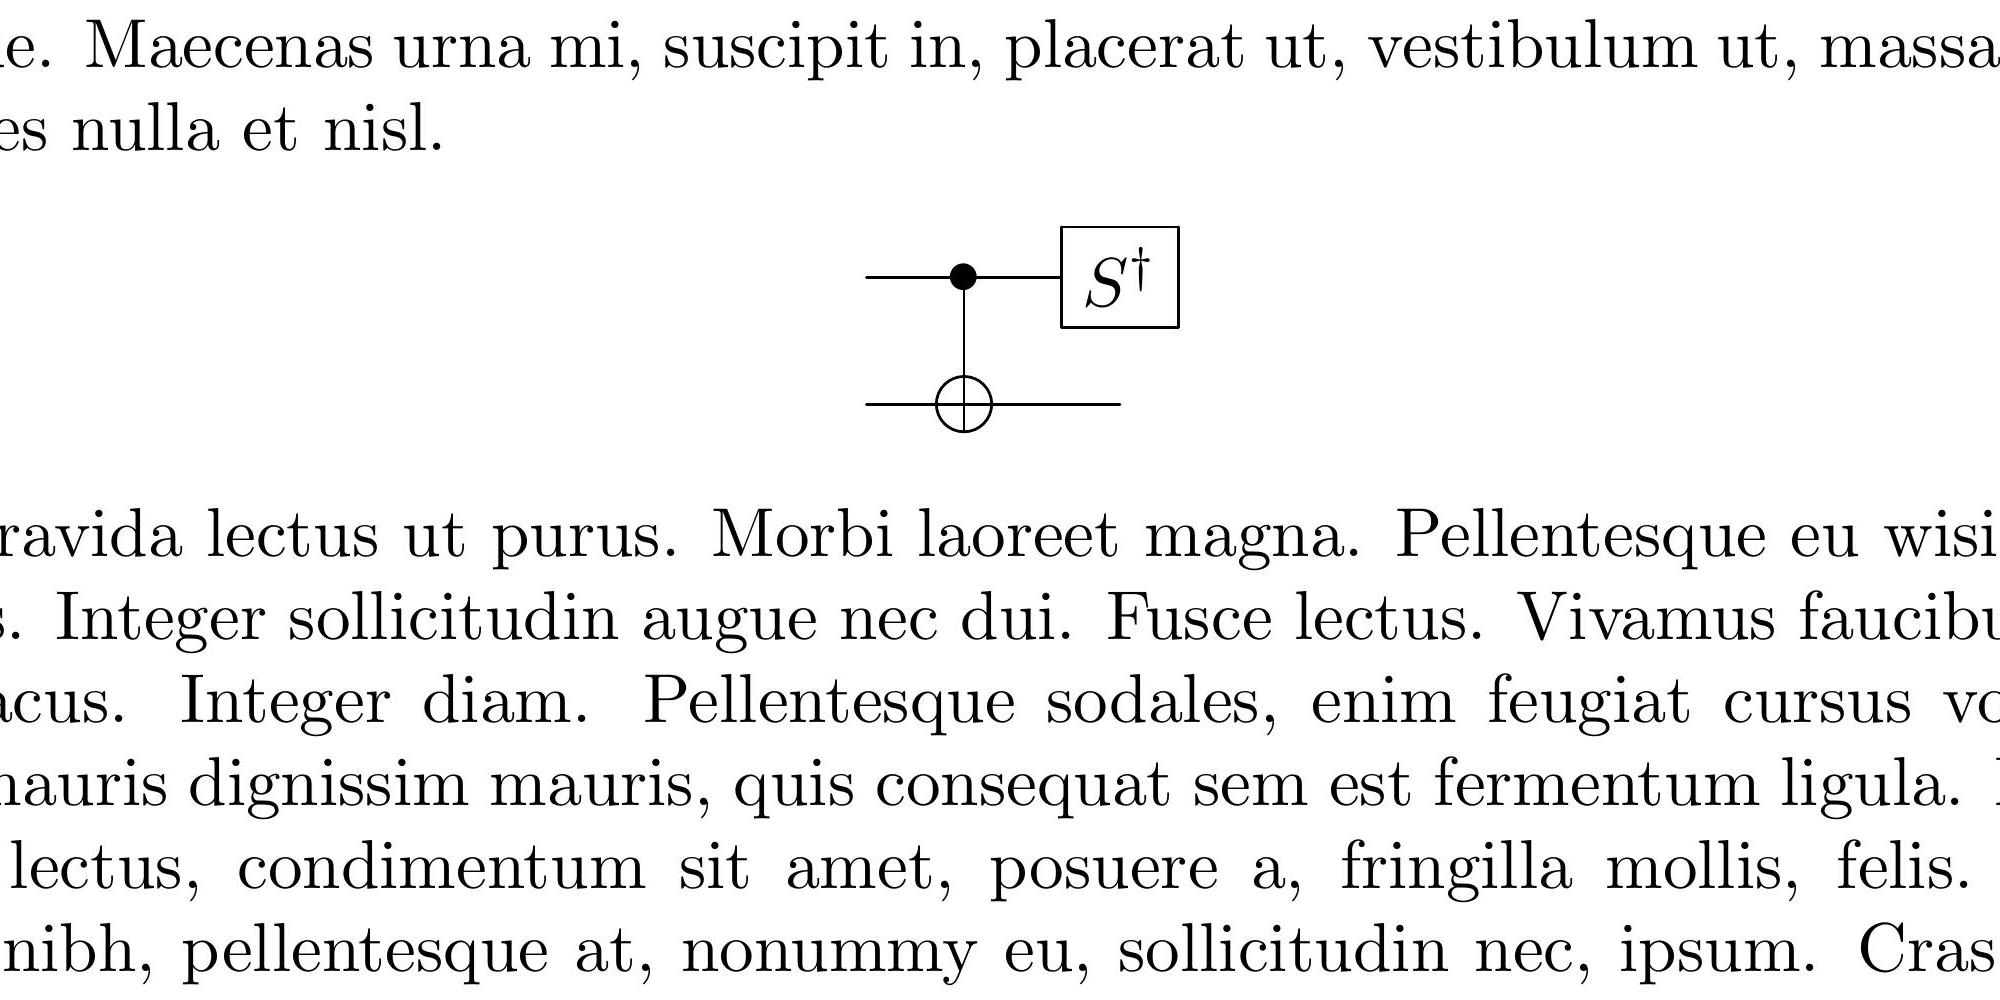 e. Maecenas urna mi, suscipit in, placerat ut, vestibulum ut, massa
es nulla et nisl.
S†
ravida lectus ut purus. Morbi laoreet magna. Pellentesque eu wisi
s. Integer sollicitudin augue nec dui. Fusce lectus. Vivamus faucibu
acus. Integer diam. Pellentesque sodales, enim feugiat cursus vo
mauris dignissim mauris, quis consequat sem est fermentum ligula.
lectus, condimentum sit amet, posuere a, fringilla mollis, felis.
nibh, pellentesque at, nonummy eu, sollicitudin nec, ipsum. Cras